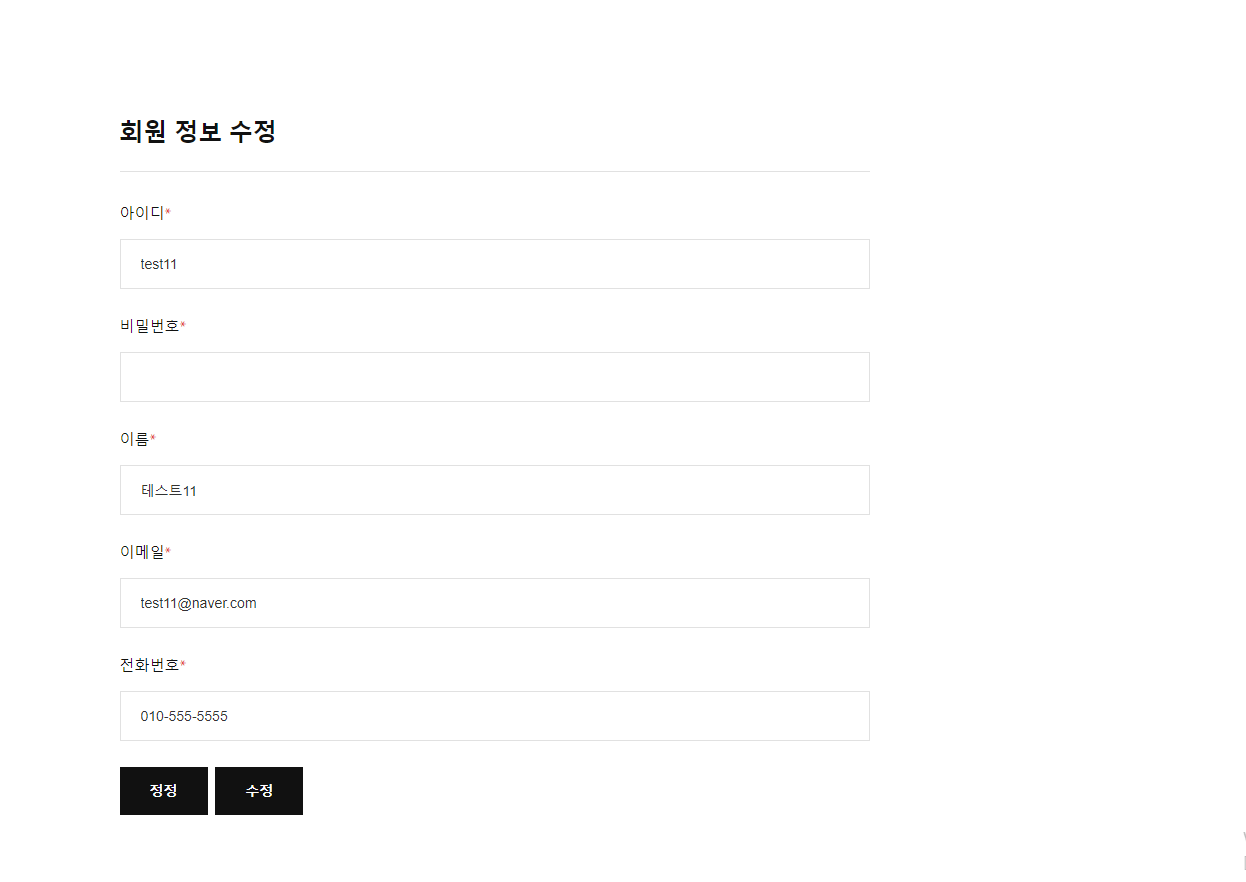 회원 정보 수정
아이디*
test11
비밀번호*
이름*
테스트11
이메일*
test11@naver.com
전화번호*
010-555-5555
정정 수정